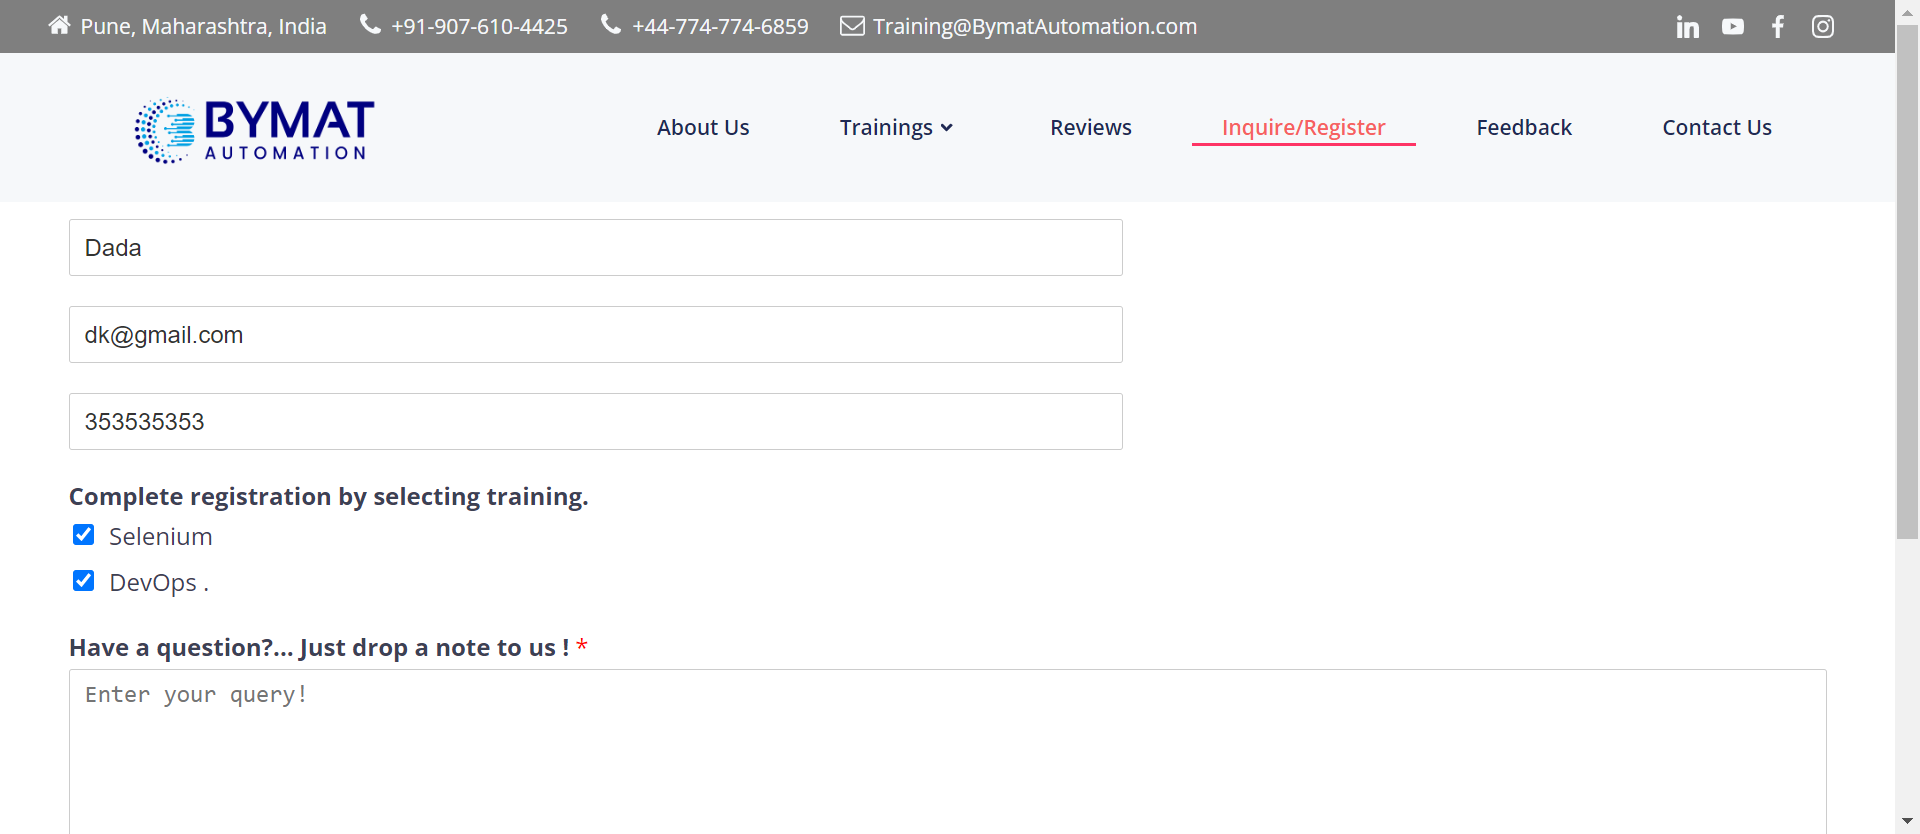 Pune, Maharashtra, India +91-907-610-4425 +44-774-774-6859 Training@BymatAutomation.com
BYMAT
AUTOMATION
About Us Trainings Reviews Inquire/Register Feedback Contact Us
Dada
dk@gmail.com
353535353
Complete registration by selecting training.
Selenium
DevOps .
Have a question?... Just drop a note to us ! *
Enter your query!